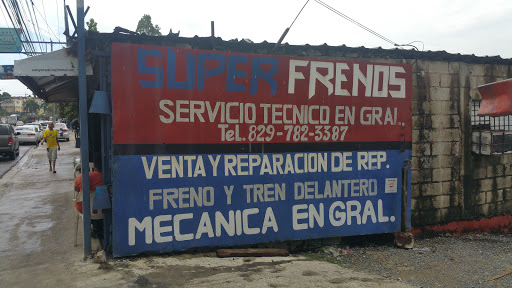 SUPER FRENOS
SERVICIO TECNICO EN GRAL.
TEL. 829-782-3387
VENTA Y REPARACION DE REP.
FRENO Y TREN DELANTERO
MECANICA EN GRAL.